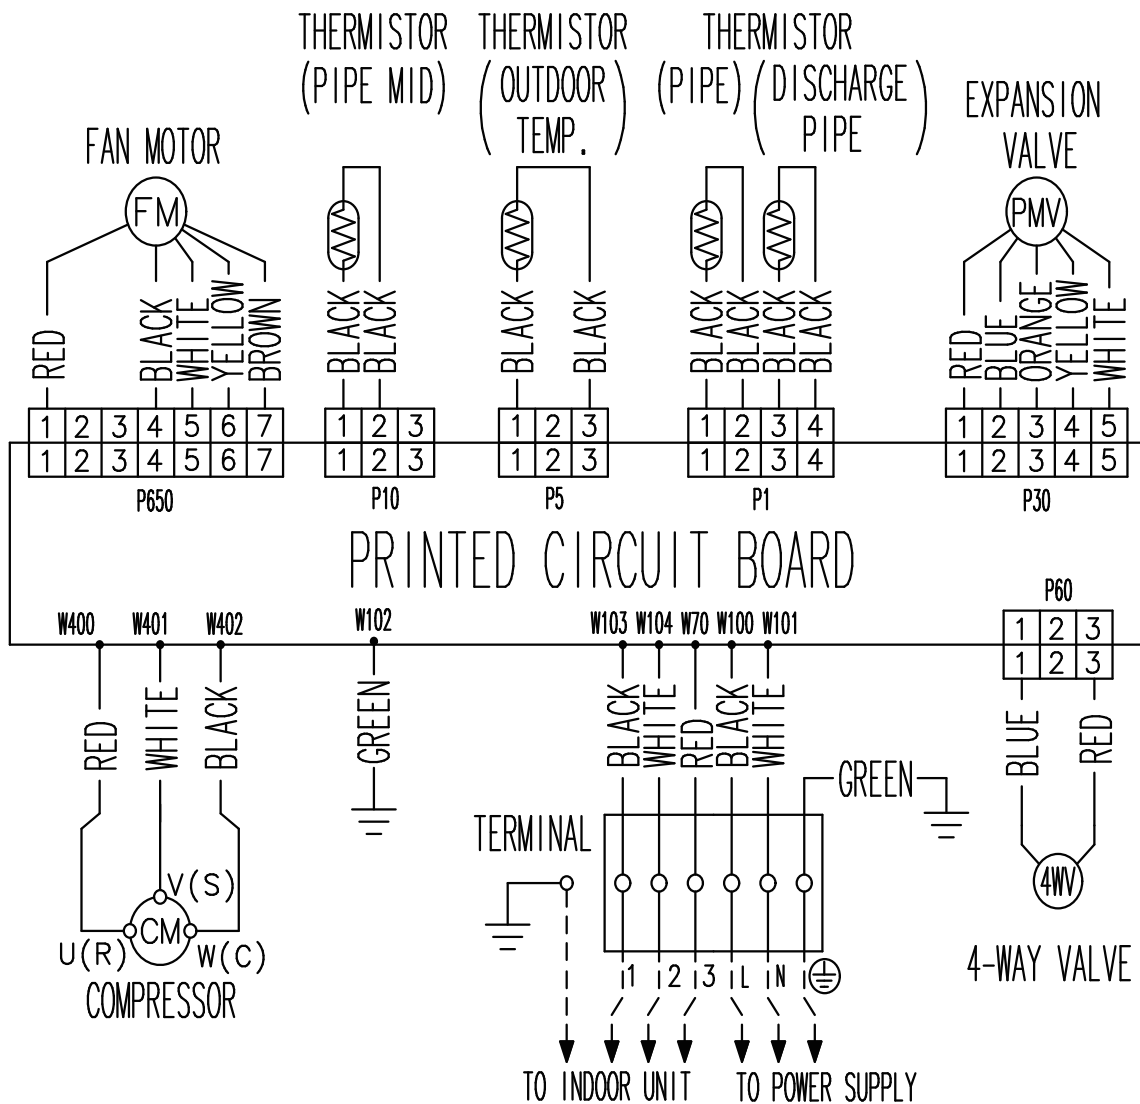 THERMISTOR THERMISTOR THERMISTOR
(PIPE MID) (OUTDOOR TEMP.) (PIPE) (DISCHARGE PIPE)
EXPANSION
VALVE
FAN MOTOR
FM
PMV
RED BLACK WHITE YELLOW BROWN
BLACK BLACK
BLACK BLACK
BLACK BLACK BLACK BLACK
RED BLUE ORANGE YELLOW WHITE
1 2 3 4 5 6 7
1 2 3 4 5 6 7
P650
1 2 3
1 2 3
P10
1 2 3
1 2 3
P5
1 2 3 4
1 2 3 4
P1
1 2 3 4 5
1 2 3 4 5
P30
PRINTED CIRCUIT BOARD
W400 W401 W402 W102 W103 W104 W70 W100 W101
P60
1 2 3
1 2 3
RED WHITE BLACK
GREEN
BLACK WHITE RED BLACK WHITE
GREEN
BLUE RED
TERMINAL
V(S)
CM
U(R) W(C)
COMPRESSOR
4WV
4-WAY VALVE
1 2 3 L N
TO INDOOR UNIT TO POWER SUPPLY